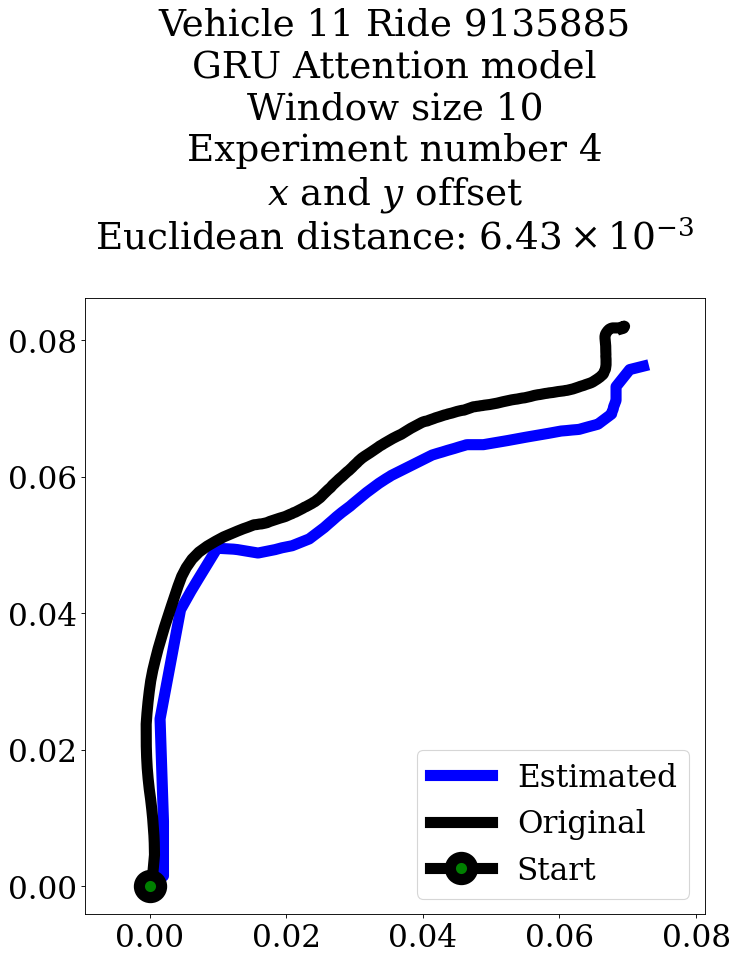 Vehicle 11 Ride 9135885
GRU Attention model
Window size 10
Experiment number 4
x and y offset
Euclidean distance: 6.43 × 10⁻³
0.08
0.06
0.04
0.02
0.00
Estimated
Original
Start
0.00 0.02 0.04 0.06 0.08